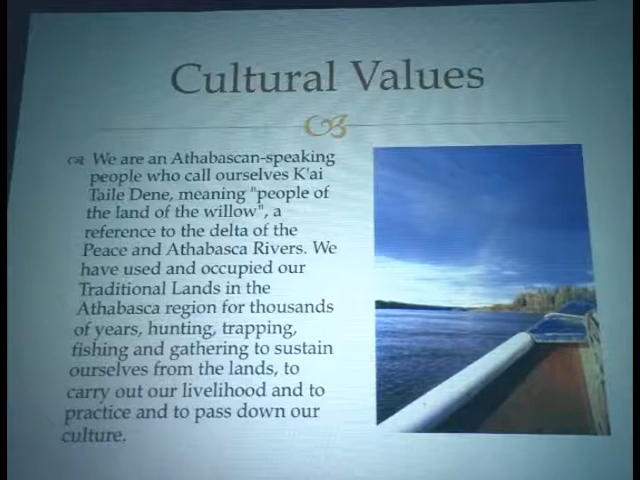 Cultural Values
We are an Athabascan-speaking
people who call ourselves K'ai
Taile Dene, meaning "people of
the land of the willow", a
reference to the delta of the
Peace and Athabasca Rivers. We
have used and occupied our
Traditional Lands in the
Athabasca region for thousands
of years, hunting, trapping,
fishing and gathering to sustain
ourselves from the lands, to
carry out our livelihood and to
practice and to pass down our
culture.